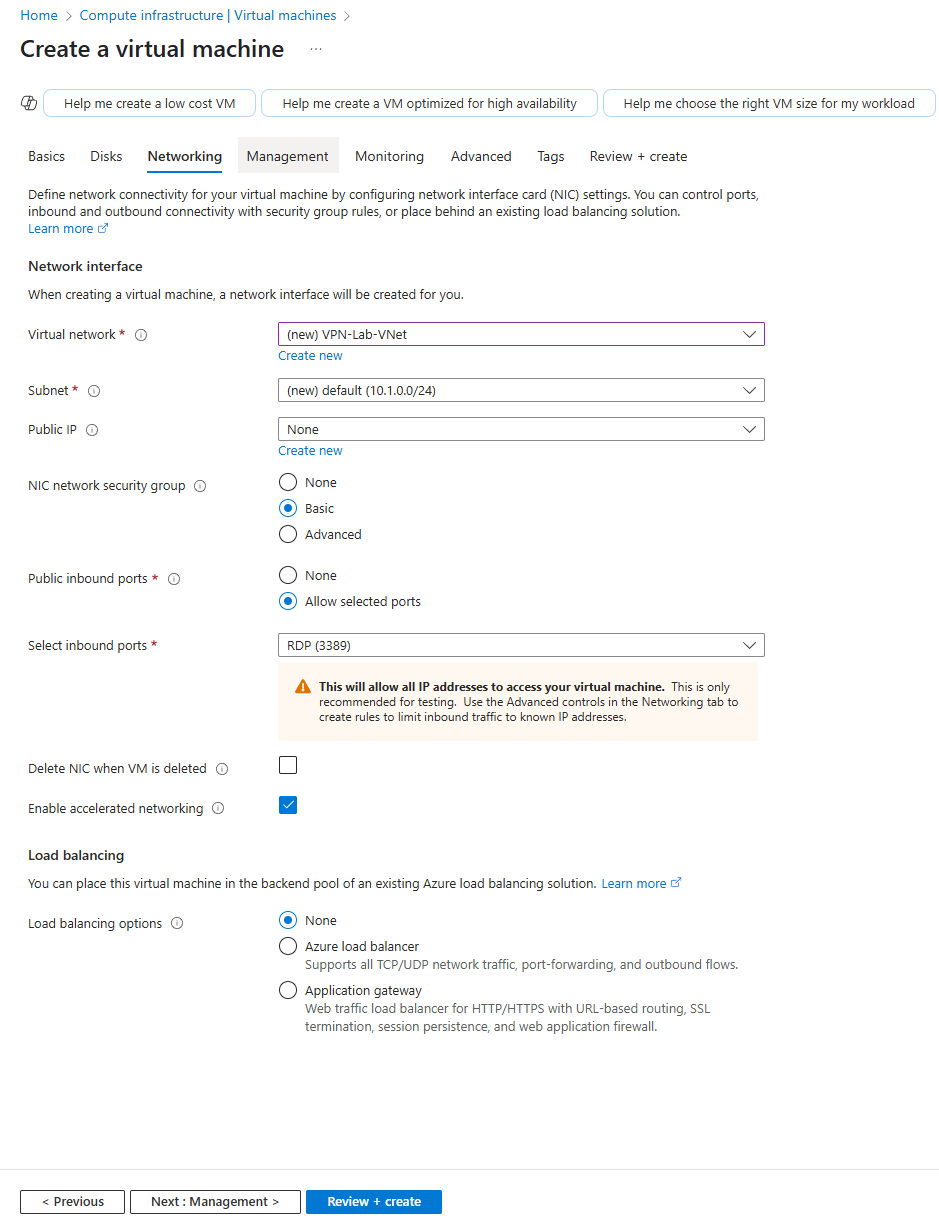 Home > Compute infrastructure | Virtual machines >
Create a virtual machine ...
Help me create a low cost VM Help me create a VM optimized for high availability Help me choose the right VM size for my workload
Basics Disks Networking Management Monitoring Advanced Tags Review + create
Define network connectivity for your virtual machine by configuring network interface card (NIC) settings. You can control ports,
inbound and outbound connectivity with security group rules, or place behind an existing load balancing solution.
Learn more
Network interface
When creating a virtual machine, a network interface will be created for you.
Virtual network * (new) VPN-Lab-VNet
Create new
Subnet * (new) default (10.1.0.0/24)
Public IP None
Create new
NIC network security group
None
Basic
Advanced
Public inbound ports *
None
Allow selected ports
Select inbound ports * RDP (3389)
This will allow all IP addresses to access your virtual machine. This is only
recommended for testing. Use the Advanced controls in the Networking tab to
create rules to limit inbound traffic to known IP addresses.
Delete NIC when VM is deleted
Enable accelerated networking
Load balancing
You can place this virtual machine in the backend pool of an existing Azure load balancing solution. Learn more
Load balancing options
None
Azure load balancer
Supports all TCP/UDP network traffic, port-forwarding, and outbound flows.
Application gateway
Web traffic load balancer for HTTP/HTTPS with URL-based routing, SSL
termination, session persistence, and web application firewall.
< Previous Next : Management > Review + create